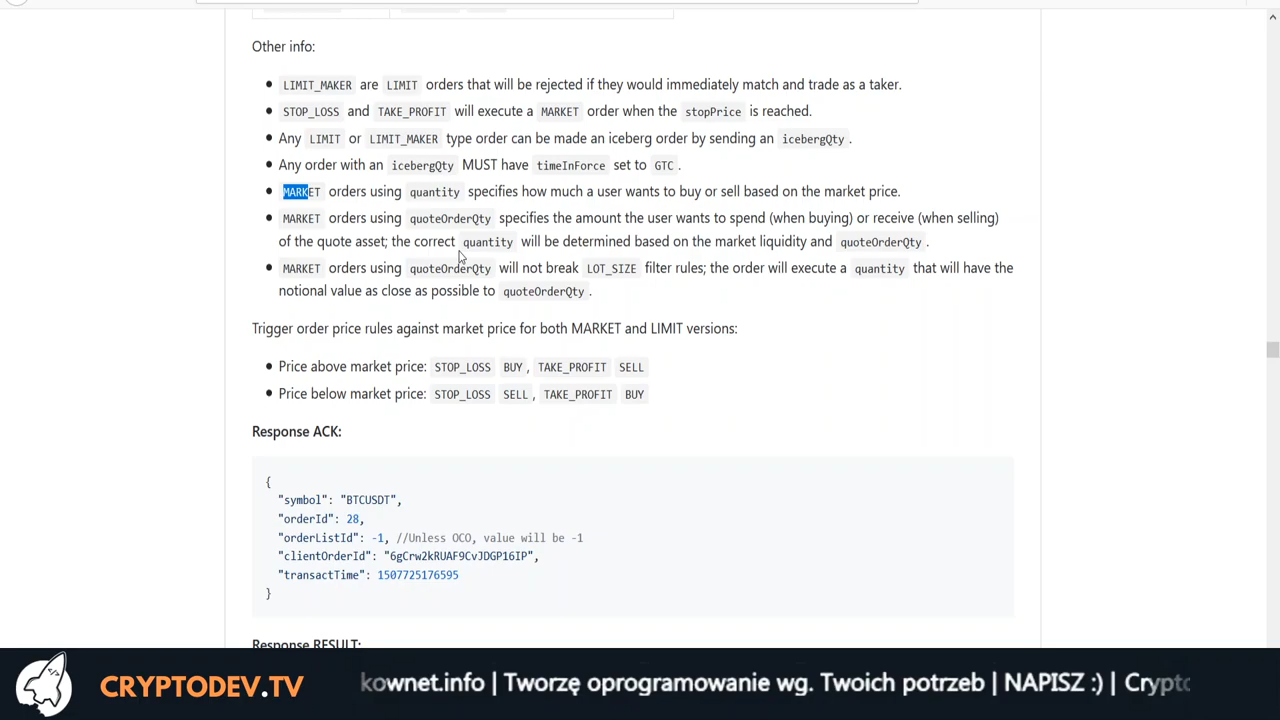 Other info:
LIMIT_MAKER are LIMIT orders that will be rejected if they would immediately match and trade as a taker.
STOP_LOSS and TAKE_PROFIT will execute a MARKET order when the stopPrice is reached.
Any LIMIT or LIMIT_MAKER type order can be made an iceberg order by sending an icebergQty.
Any order with an icebergQty MUST have timeInForce set to GTC.
MARKET orders using quantity specifies how much a user wants to buy or sell based on the market price.
MARKET orders using quoteOrderQty specifies the amount the user wants to spend (when buying) or receive (when selling)
of the quote asset; the correct quantity will be determined based on the market liquidity and quoteOrderQty.
MARKET orders using quoteOrderQty will not break LOT_SIZE filter rules; the order will execute a quantity that will have the
notional value as close as possible to quoteOrderQty.
Trigger order price rules against market price for both MARKET and LIMIT versions:
Price above market price: STOP_LOSS BUY, TAKE_PROFIT SELL
Price below market price: STOP_LOSS SELL, TAKE_PROFIT BUY
Response ACK:
{
"symbol": "BTCUSDT",
"orderId": 28,
"orderListId": -1, //Unless OCO, value will be -1
"clientOrderId": "6gCrw2kRUAF9CvJDGP16IP",
"transactTime": 1507725176595
}
Response RESULT:
CRYPTODEV.TV
kownet.info | Tworzę oprogramowanie wg. Twoich potrzeb | NAPISZ :) | Crypto